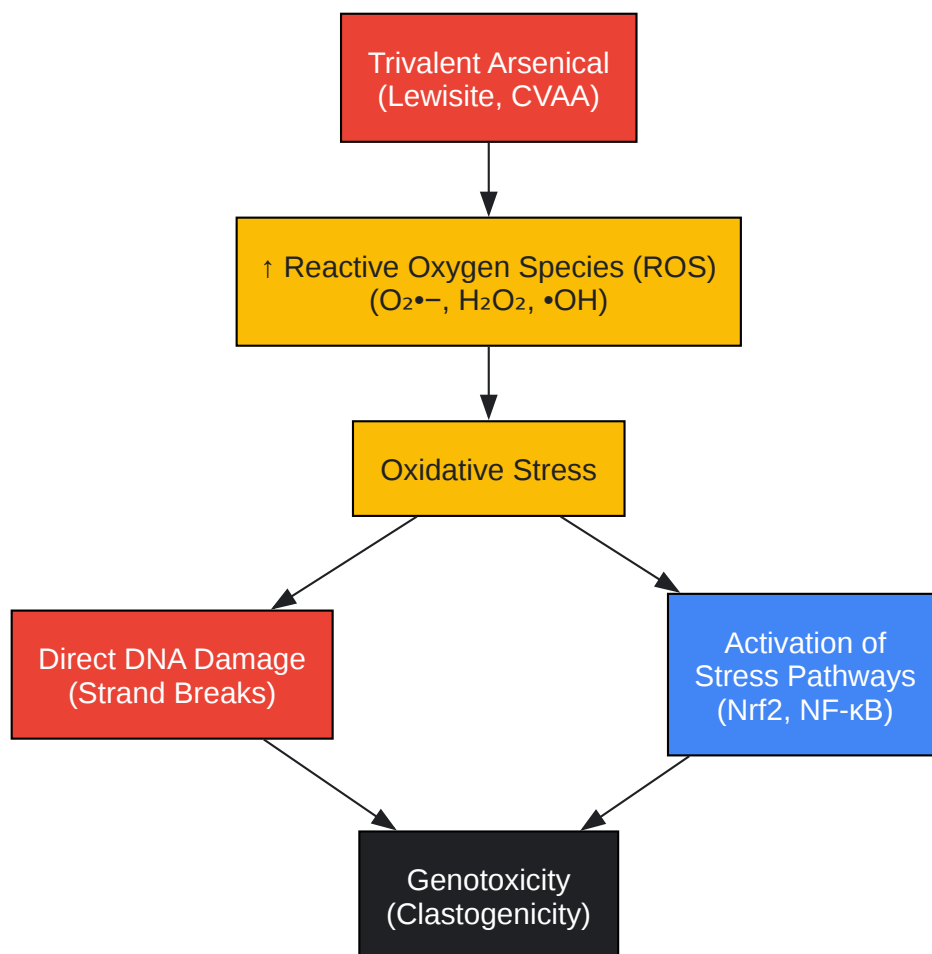 Trivalent Arsenical
(Lewisite, CVAA)
↑ Reactive Oxygen Species (ROS)
(O₂•−, H₂O₂, •OH)
Oxidative Stress
Direct DNA Damage
(Strand Breaks)
Activation of
Stress Pathways
(Nrf2, NF-κB)
Genotoxicity
(Clastogenicity)